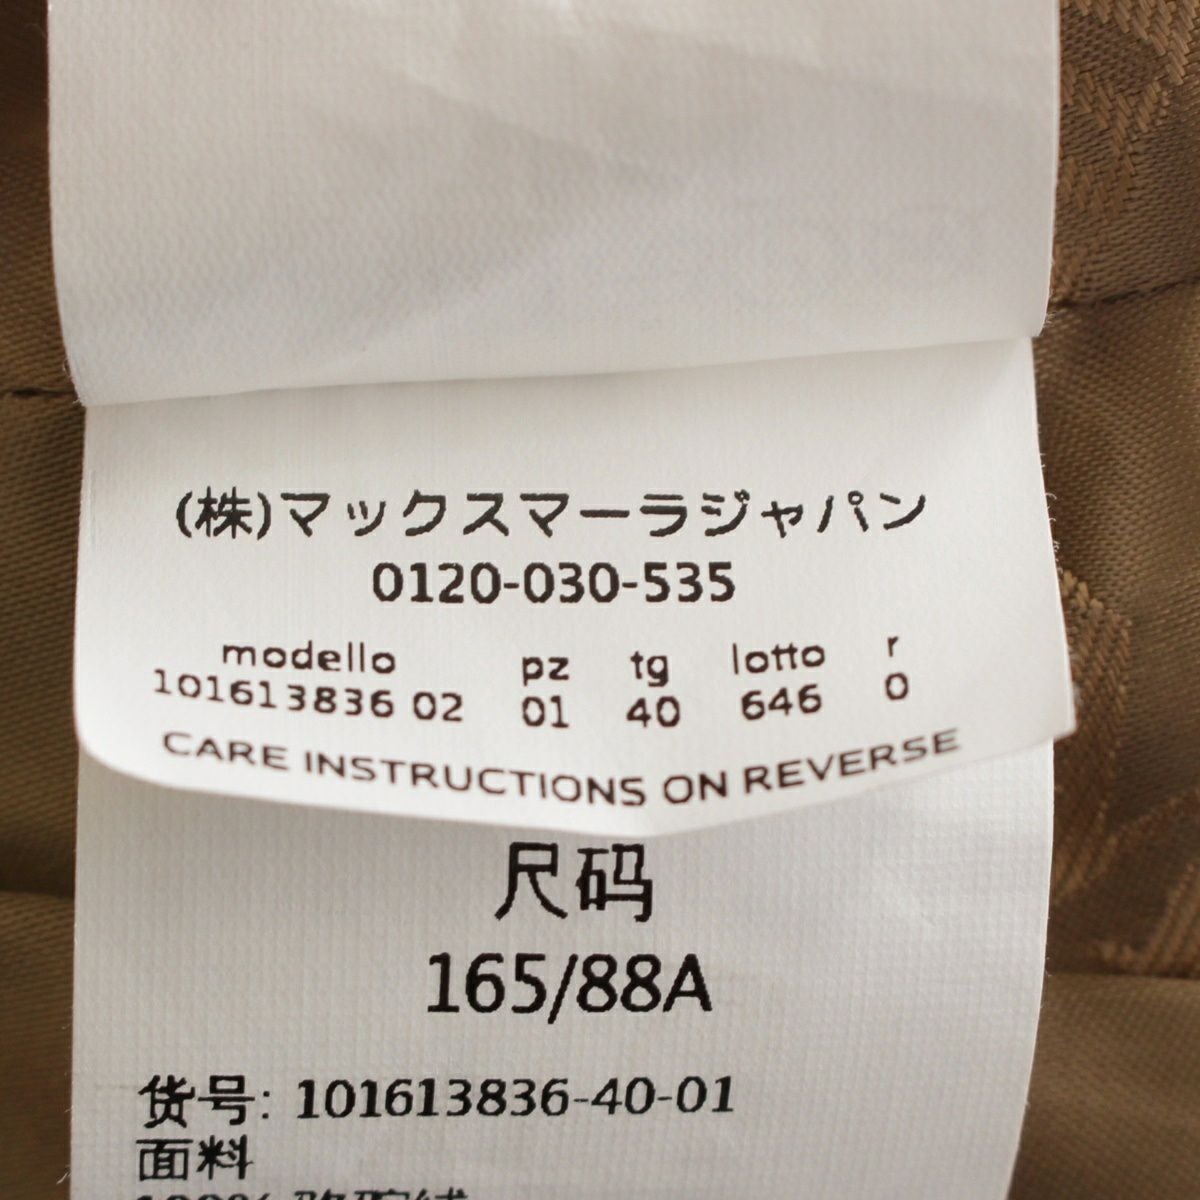 (株)マックスマーラジャパン
0120-030-535
modello pz tg lotto r
101613836 02 01 40 646 0
CARE INSTRUCTIONS ON REVERSE
尺码
165/88A
货号: 101613836-40-01
面料